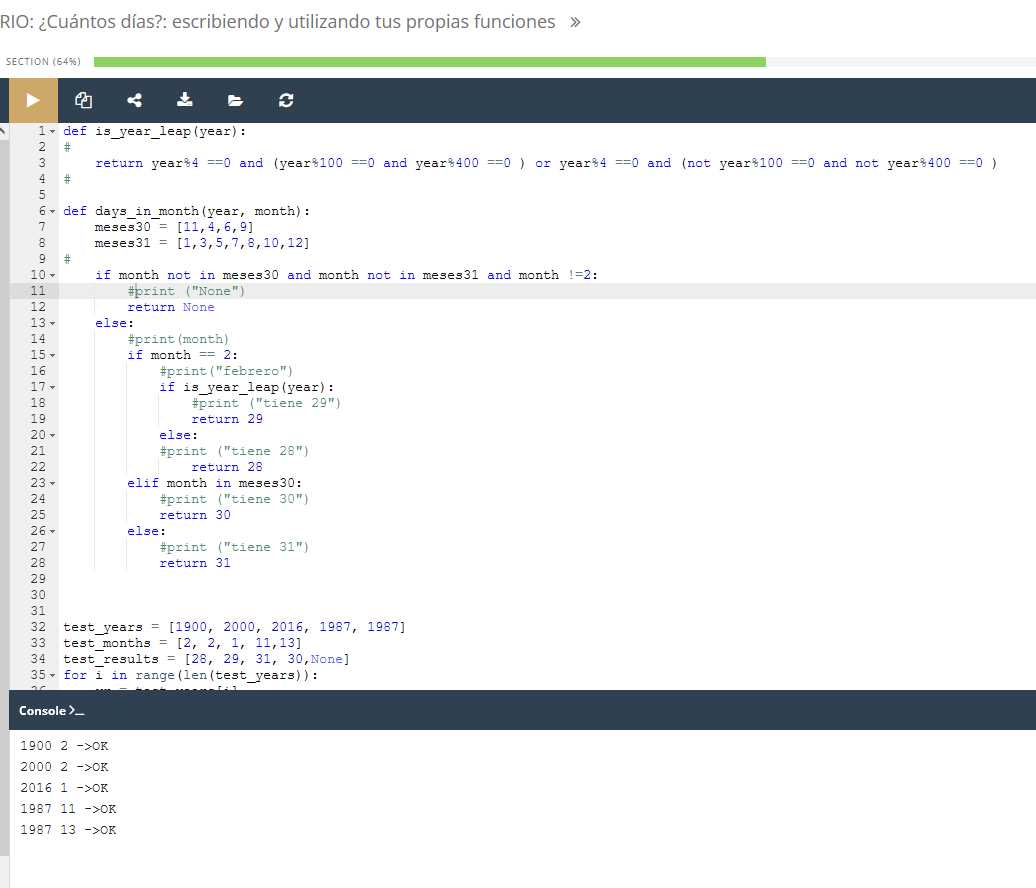 RIO: ¿Cuántos días?: escribiendo y utilizando tus propias funciones »
SECTION (64%)
1 def is_year_leap(year):
2 #
3     return year%4 ==0 and (year%100 ==0 and year%400 ==0 ) or year%4 ==0 and (not year%100 ==0 and not year%400 ==0 )
4 #
5
6 def days_in_month(year, month):
7     meses30 = [11,4,6,9]
8     meses31 = [1,3,5,7,8,10,12]
9 #
10     if month not in meses30 and month not in meses31 and month !=2:
11         #print ("None")
12         return None
13     else:
14         #print(month)
15         if month == 2:
16             #print("febrero")
17             if is_year_leap(year):
18                 #print ("tiene 29")
19                 return 29
20             else:
21             #print ("tiene 28")
22                 return 28
23         elif month in meses30:
24             #print ("tiene 30")
25             return 30
26         else:
27             #print ("tiene 31")
28             return 31
29
30
31
32 test_years = [1900, 2000, 2016, 1987, 1987]
33 test_months = [2, 2, 1, 11,13]
34 test_results = [28, 29, 31, 30,None]
35 for i in range(len(test_years)):
Console >_
1900 2 ->OK
2000 2 ->OK
2016 1 ->OK
1987 11 ->OK
1987 13 ->OK